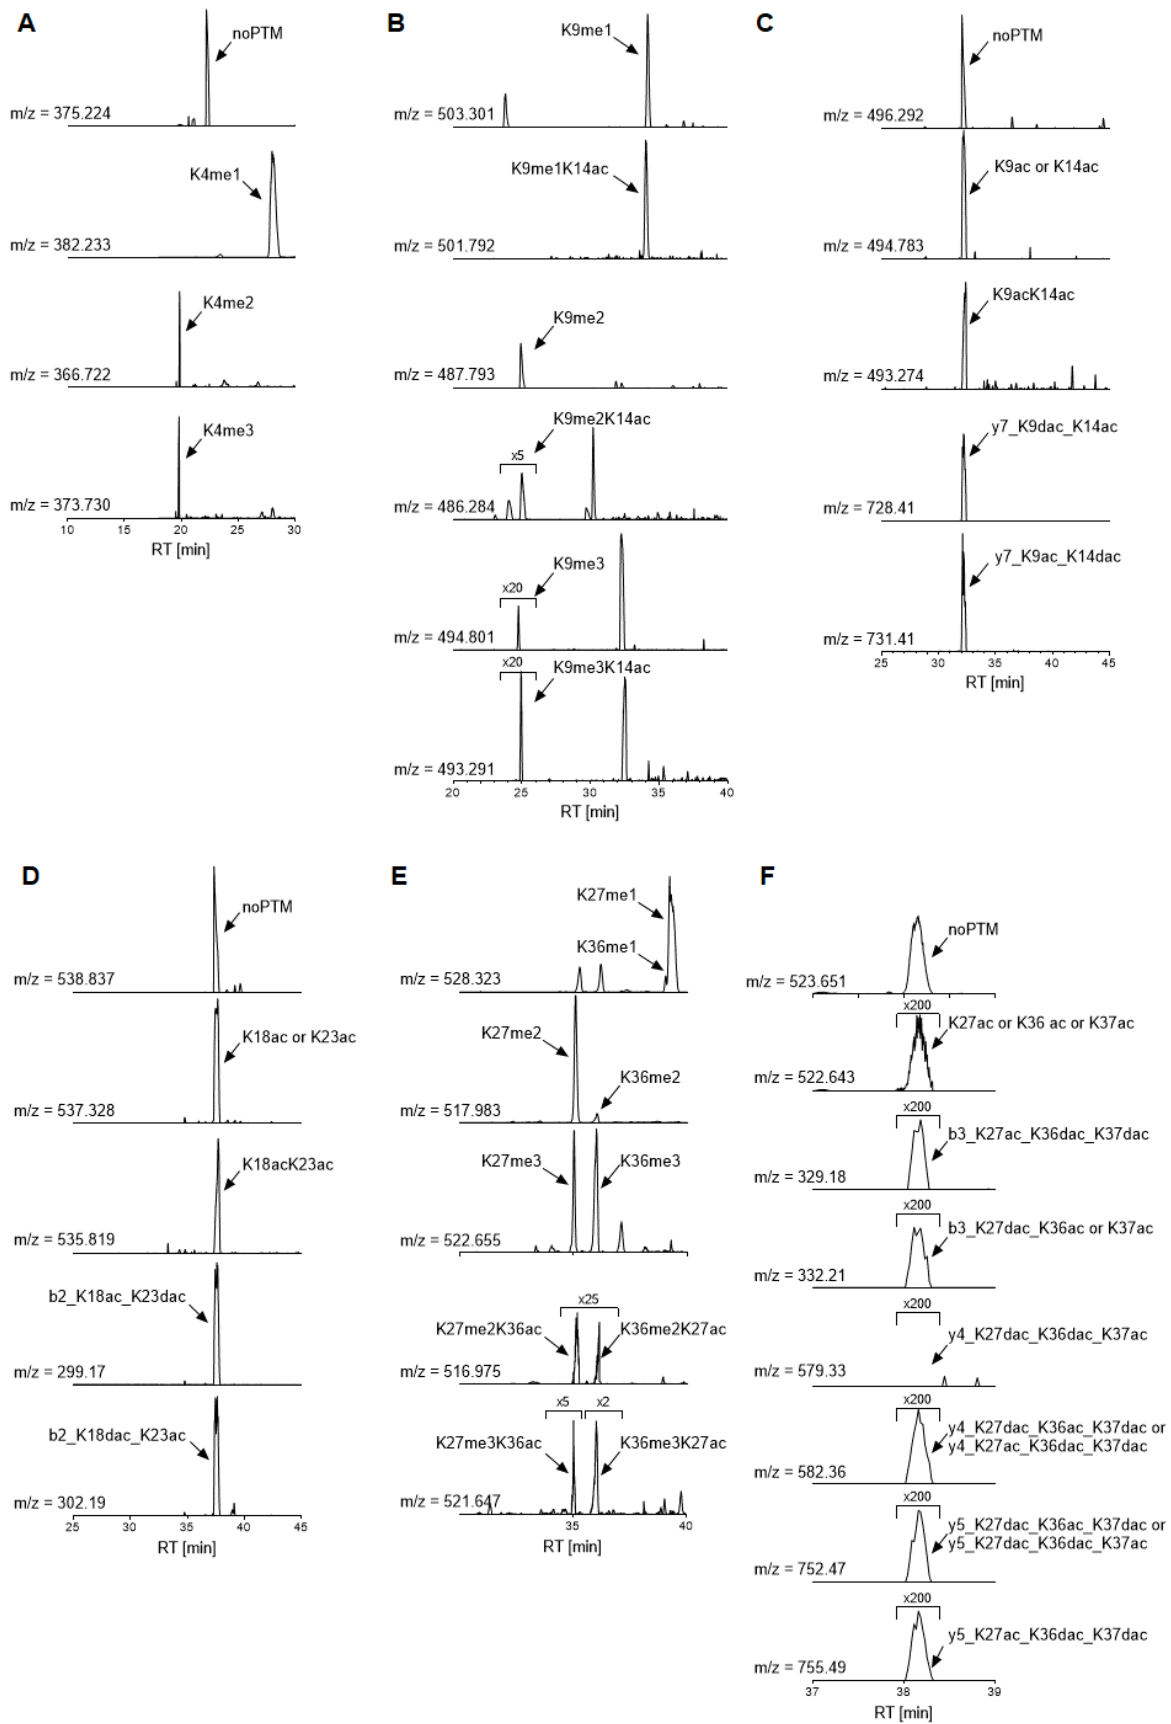 A
noPTM
m/z = 375.224
K4me1
m/z = 382.233
K4me2
m/z = 366.722
K4me3
m/z = 373.730
10 15 20 25 30
RT [min]
B
K9me1
m/z = 503.301
K9me1K14ac
m/z = 501.792
K9me2
m/z = 487.793
K9me2K14ac
x5
m/z = 486.284
K9me3
x20
m/z = 494.801
x20
K9me3K14ac
m/z = 493.291
20 25 30 35 40
RT [min]
C
noPTM
m/z = 496.292
K9ac or K14ac
m/z = 494.783
K9acK14ac
m/z = 493.274
y7_K9dac_K14ac
m/z = 728.41
y7_K9ac_K14dac
m/z = 731.41
25 30 35 40 45
RT [min]
D
noPTM
m/z = 538.837
K18ac or K23ac
m/z = 537.328
K18acK23ac
m/z = 535.819
b2_K18ac_K23dac
m/z = 299.17
b2_K18dac_K23ac
m/z = 302.19
25 30 35 40 45
RT [min]
E
K27me1
K36me1
m/z = 528.323
K27me2
K36me2
m/z = 517.983
K27me3 K36me3
m/z = 522.655
x25
K27me2K36ac K36me2K27ac
m/z = 516.975
x5 x2
K27me3K36ac K36me3K27ac
m/z = 521.647
35 40
RT [min]
F
noPTM
m/z = 523.651
x200
K27ac or K36 ac or K37ac
m/z = 522.643
x200
b3_K27ac_K36dac_K37dac
m/z = 329.18
x200
b3_K27dac_K36ac or K37ac
m/z = 332.21
x200
y4_K27dac_K36dac_K37ac
m/z = 579.33
x200
y4_K27dac_K36ac_K37dac or
y4_K27ac_K36dac_K37dac
m/z = 582.36
x200
y5_K27dac_K36ac_K37dac or
y5_K27dac_K36dac_K37ac
m/z = 752.47
x200
y5_K27ac_K36dac_K37dac
m/z = 755.49
37 38 39
RT [min]